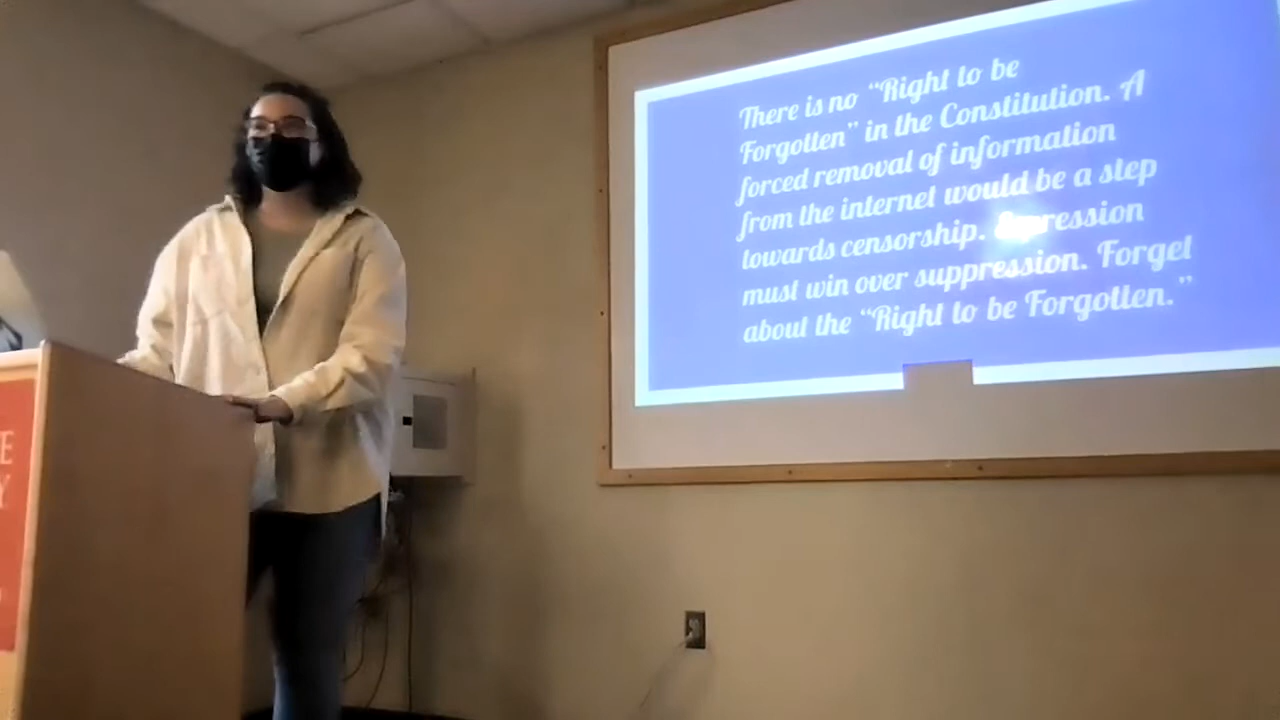 There is no “Right to be
Forgotten” in the Constitution. A
forced removal of information
from the internet would be a step
towards censorship. Expression
must win over suppression. Forget
about the “Right to be Forgotten.”
E
Y